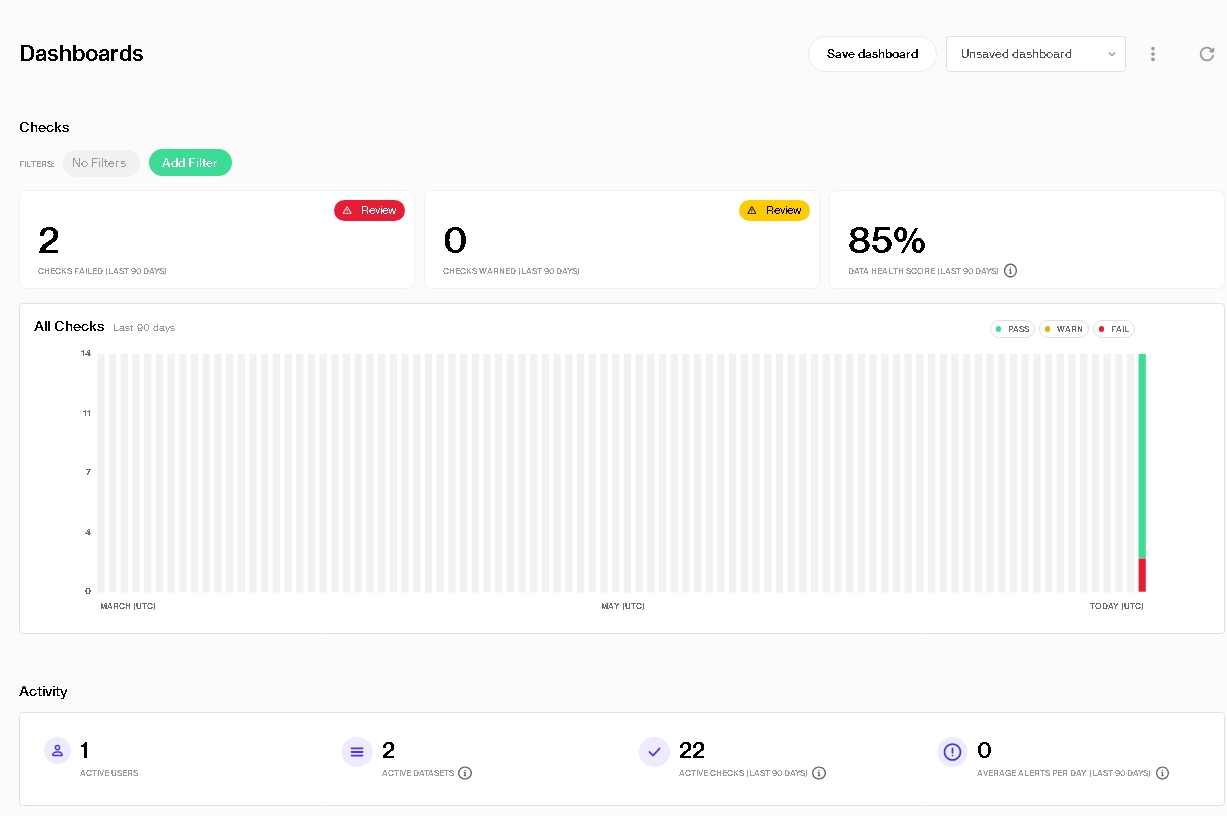 Dashboards
Save dashboard
Unsaved dashboard
Checks
FILTERS: No Filters Add Filter
Review
2
CHECKS FAILED (LAST 90 DAYS)
Review
0
CHECKS WARNED (LAST 90 DAYS)
85%
DATA HEALTH SCORE (LAST 90 DAYS)
All Checks Last 90 days
PASS WARN FAIL
14
11
7
4
0
MARCH (UTC) MAY (UTC) TODAY (UTC)
Activity
1
ACTIVE USERS
2
ACTIVE DATASETS
22
ACTIVE CHECKS (LAST 90 DAYS)
0
AVERAGE ALERTS PER DAY (LAST 90 DAYS)